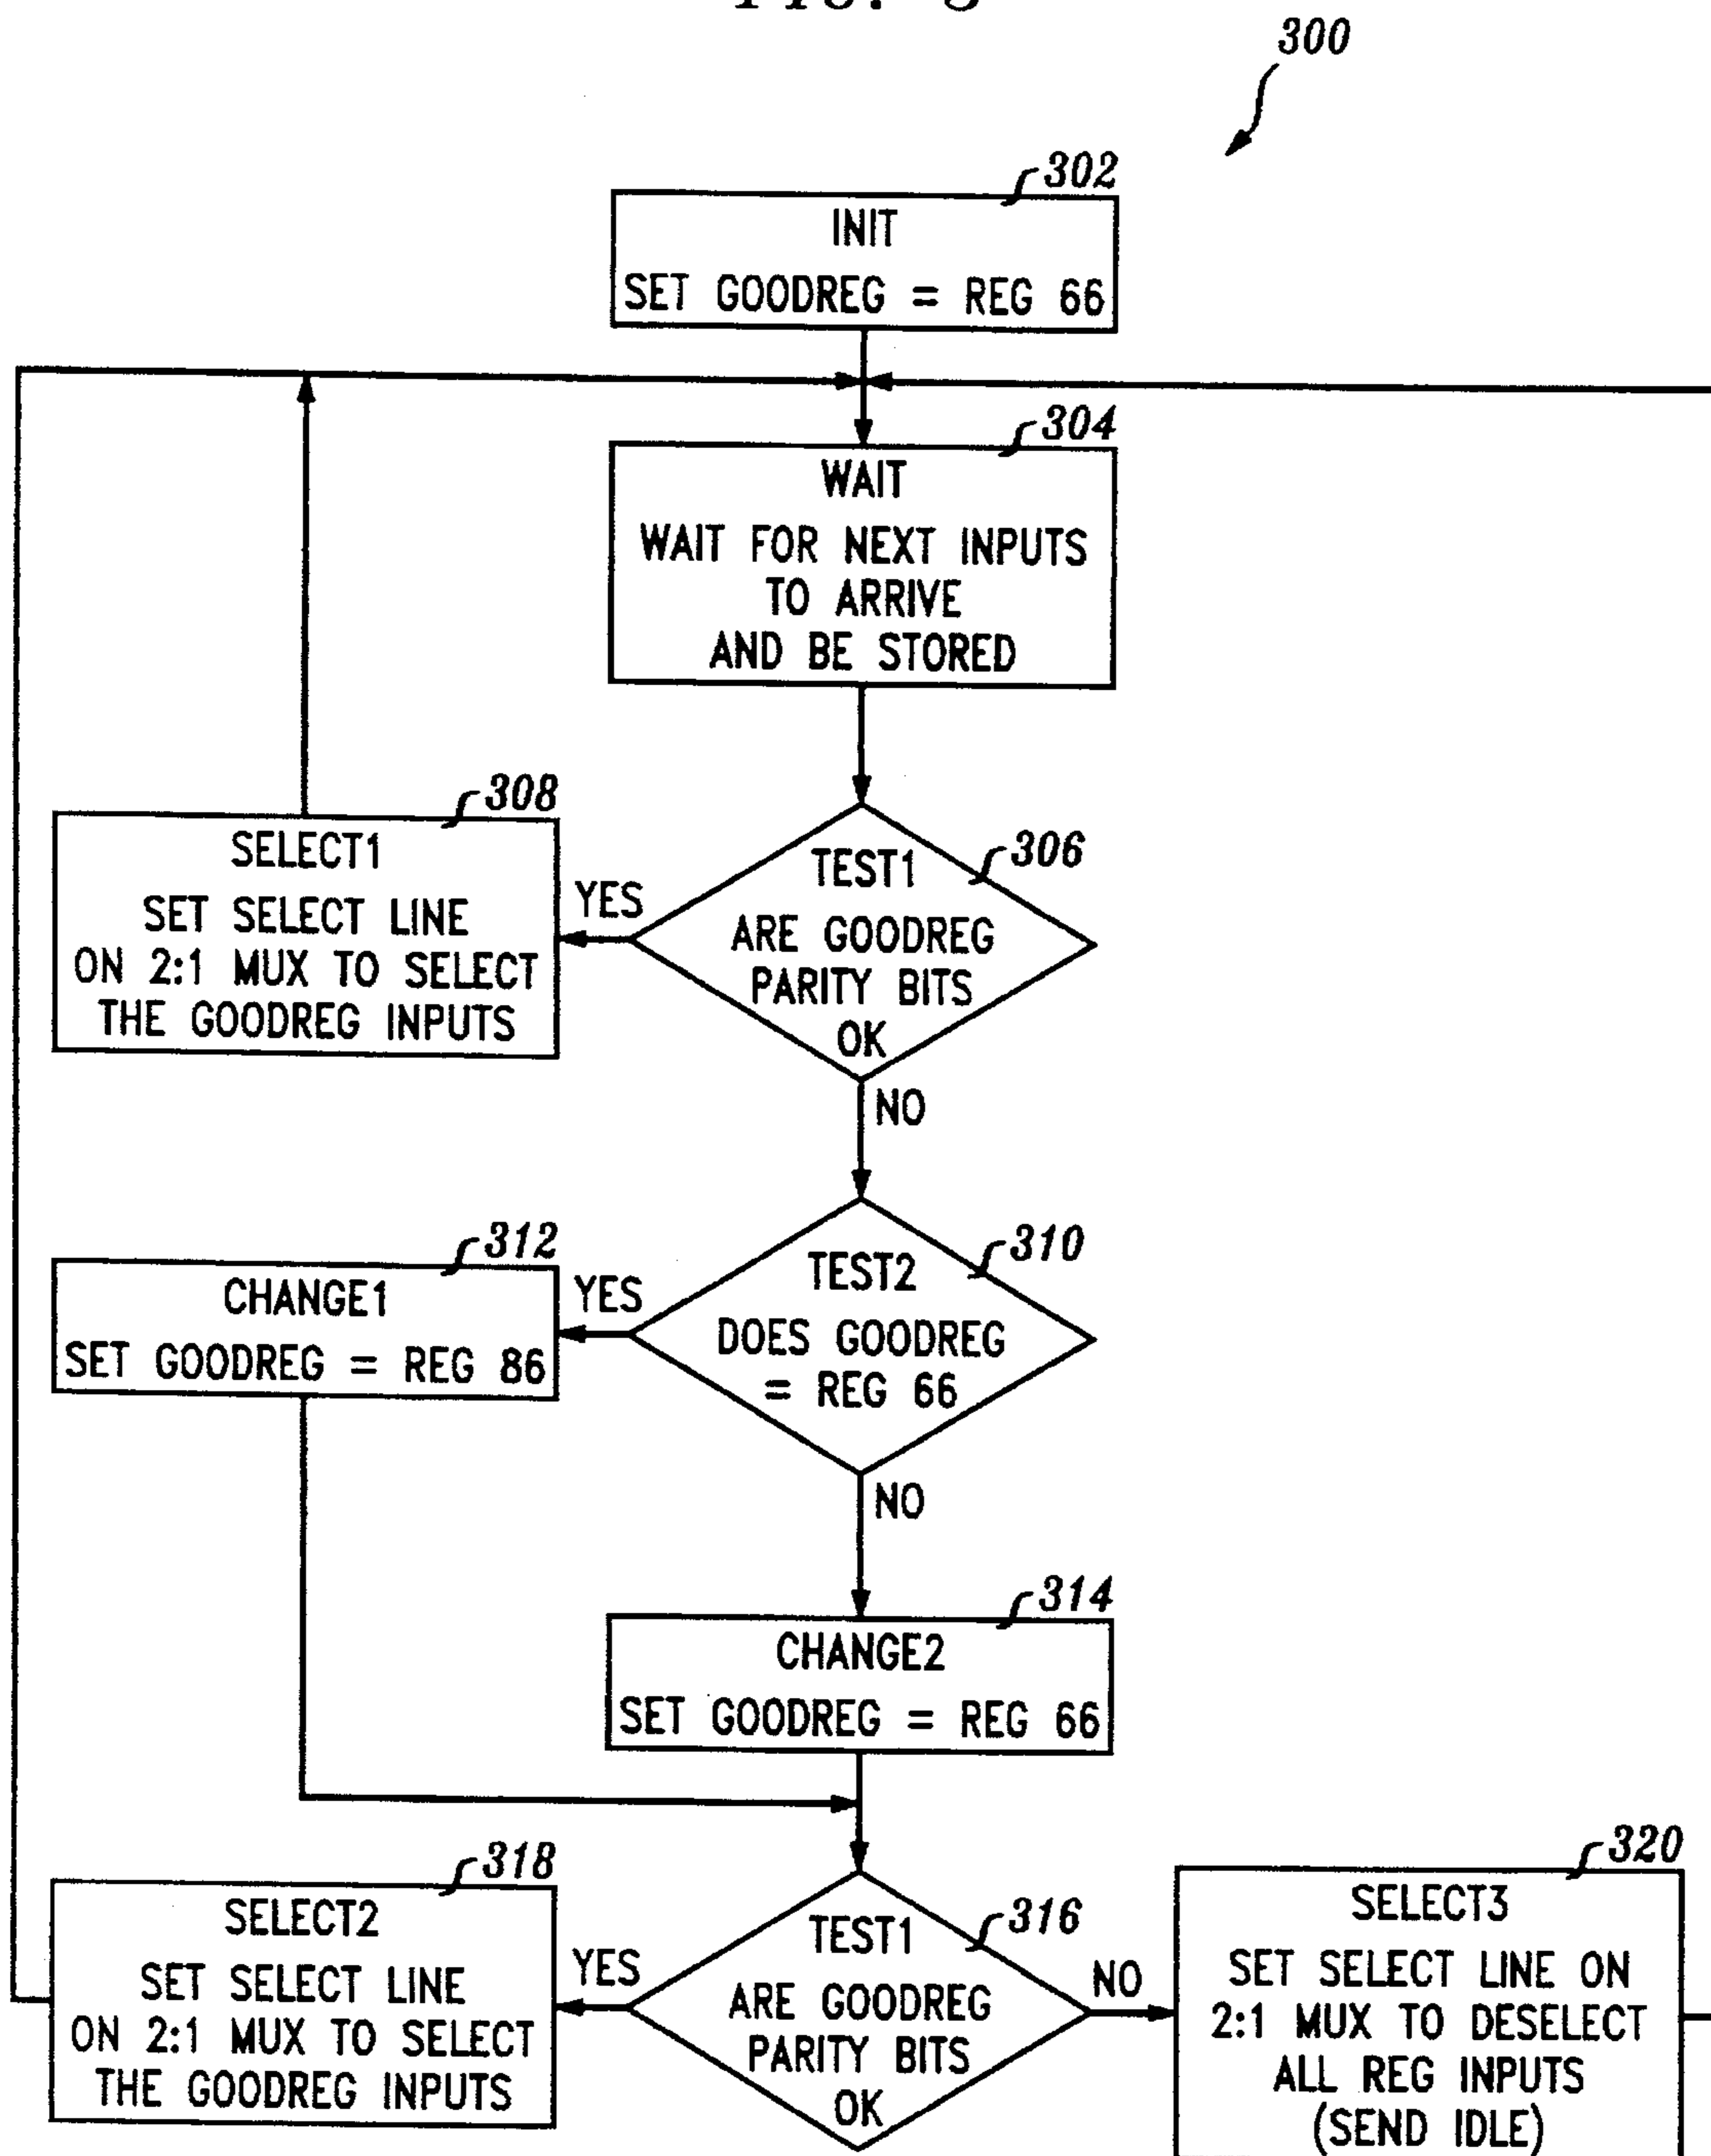 300
302
INIT
SET GOODREG = REG 66
304
WAIT
WAIT FOR NEXT INPUTS
TO ARRIVE
AND BE STORED
308
SELECT1
SET SELECT LINE
ON 2:1 MUX TO SELECT
THE GOODREG INPUTS
YES
306
TEST1
ARE GOODREG
PARITY BITS
OK
NO
312
CHANGE1
SET GOODREG = REG 86
YES
310
TEST2
DOES GOODREG
= REG 66
NO
314
CHANGE2
SET GOODREG = REG 66
318
SELECT2
SET SELECT LINE
ON 2:1 MUX TO SELECT
THE GOODREG INPUTS
YES
316
TEST1
ARE GOODREG
PARITY BITS
OK
NO
320
SELECT3
SET SELECT LINE ON
2:1 MUX TO DESELECT
ALL REG INPUTS
(SEND IDLE)